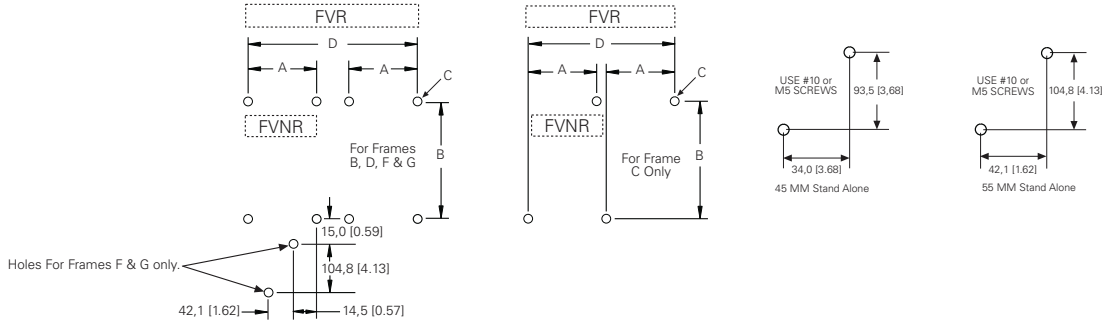 FVR
D
A
A
C
FVNR
For Frames
B, D, F & G
B
15,0 [0.59]
Holes For Frames F & G only.
104,8 [4.13]
42,1 [1.62]
14,5 [0.57]
FVR
D
A
A
C
FVNR
For Frame
C Only
B
USE #10 or
M5 SCREWS
93,5 [3,68]
34,0 [3.68]
45 MM Stand Alone
USE #10 or
M5 SCREWS
104,8 [4.13]
42,1 [1.62]
55 MM Stand Alone